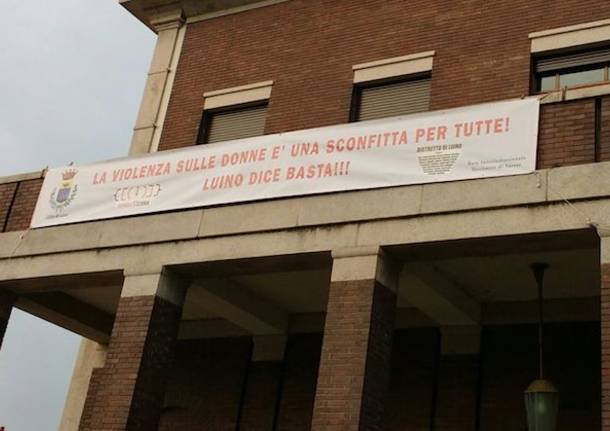 LA VIOLENZA SULLE DONNE E' UNA SCONFITTA PER TUTTE!
LUINO DICE BASTA!!!
DISTRETTO DI LUINO